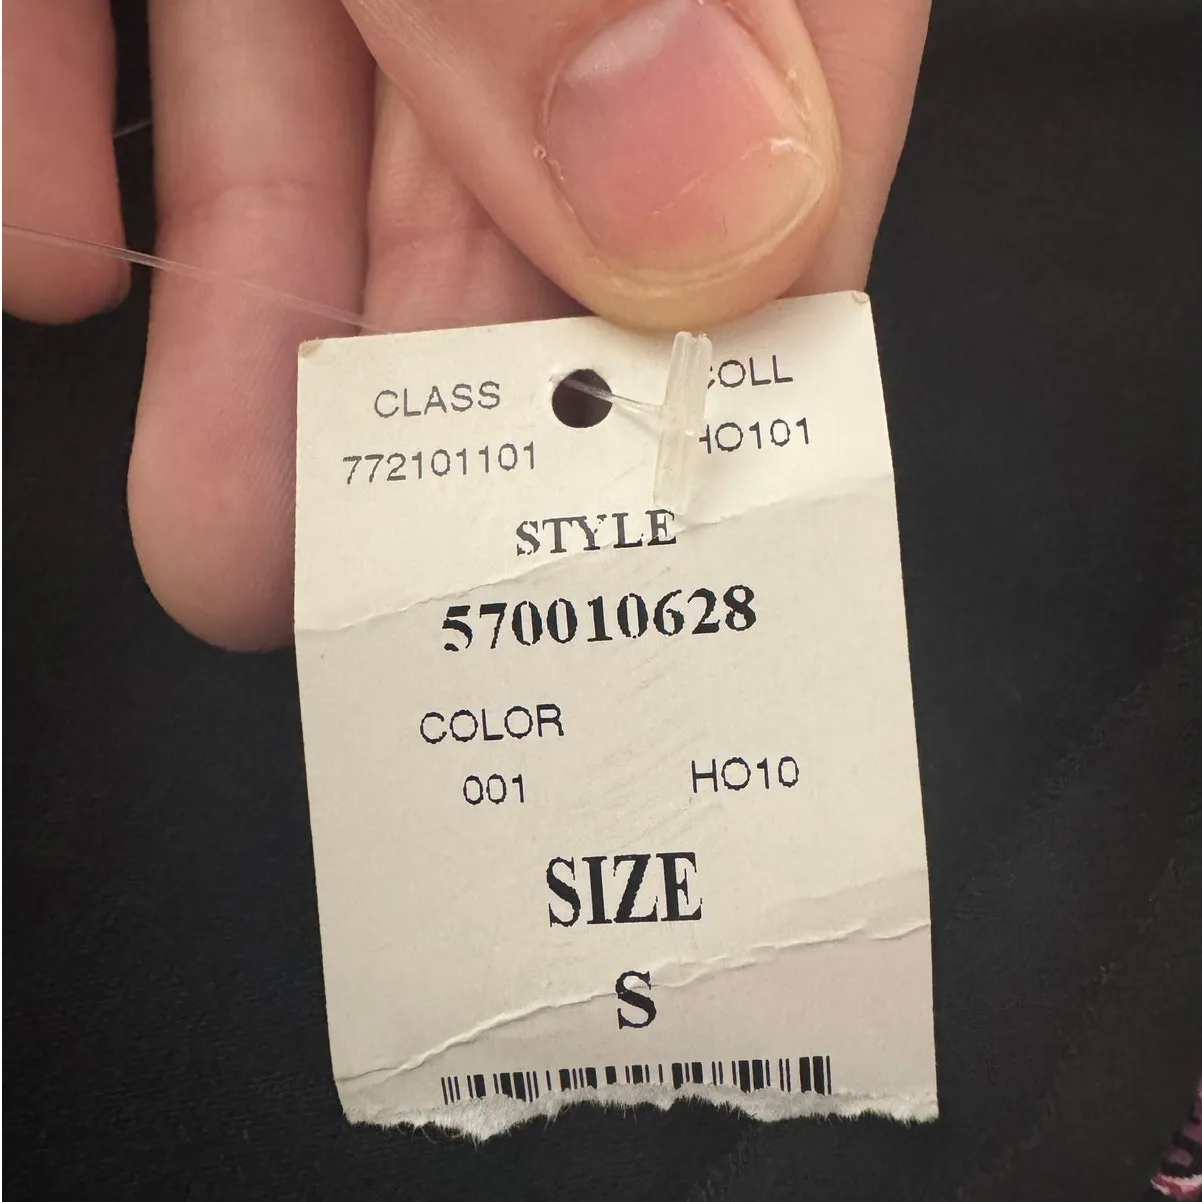 CLASS
COLL
772101101
HO101
STYLE
570010628
COLOR
001
HO10
SIZE
S